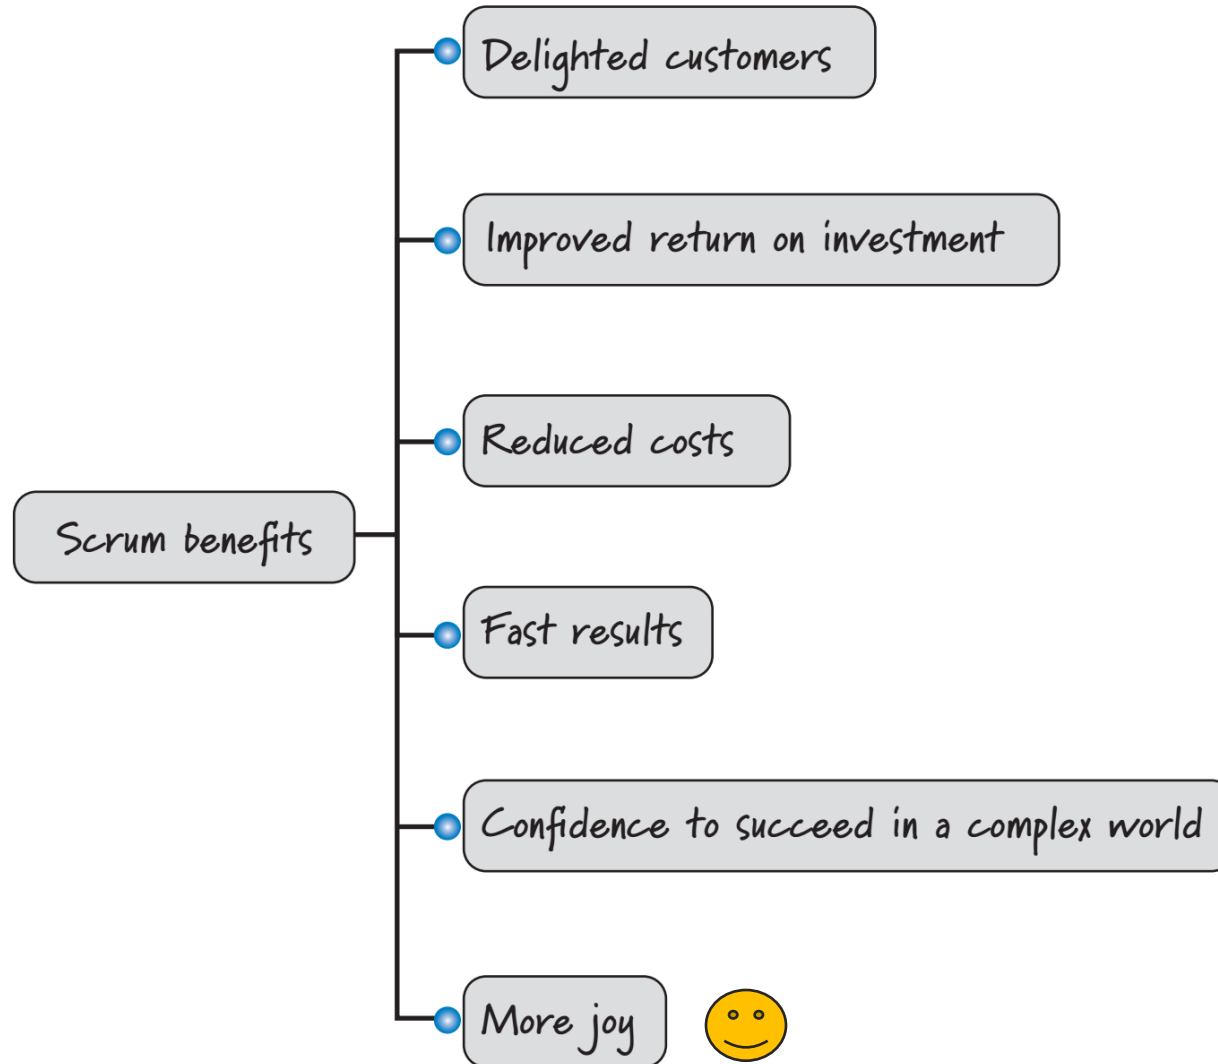 Delighted customers
Improved return on investment
Reduced costs
Scrum benefits
Fast results
Confidence to succeed in a complex world
More joy